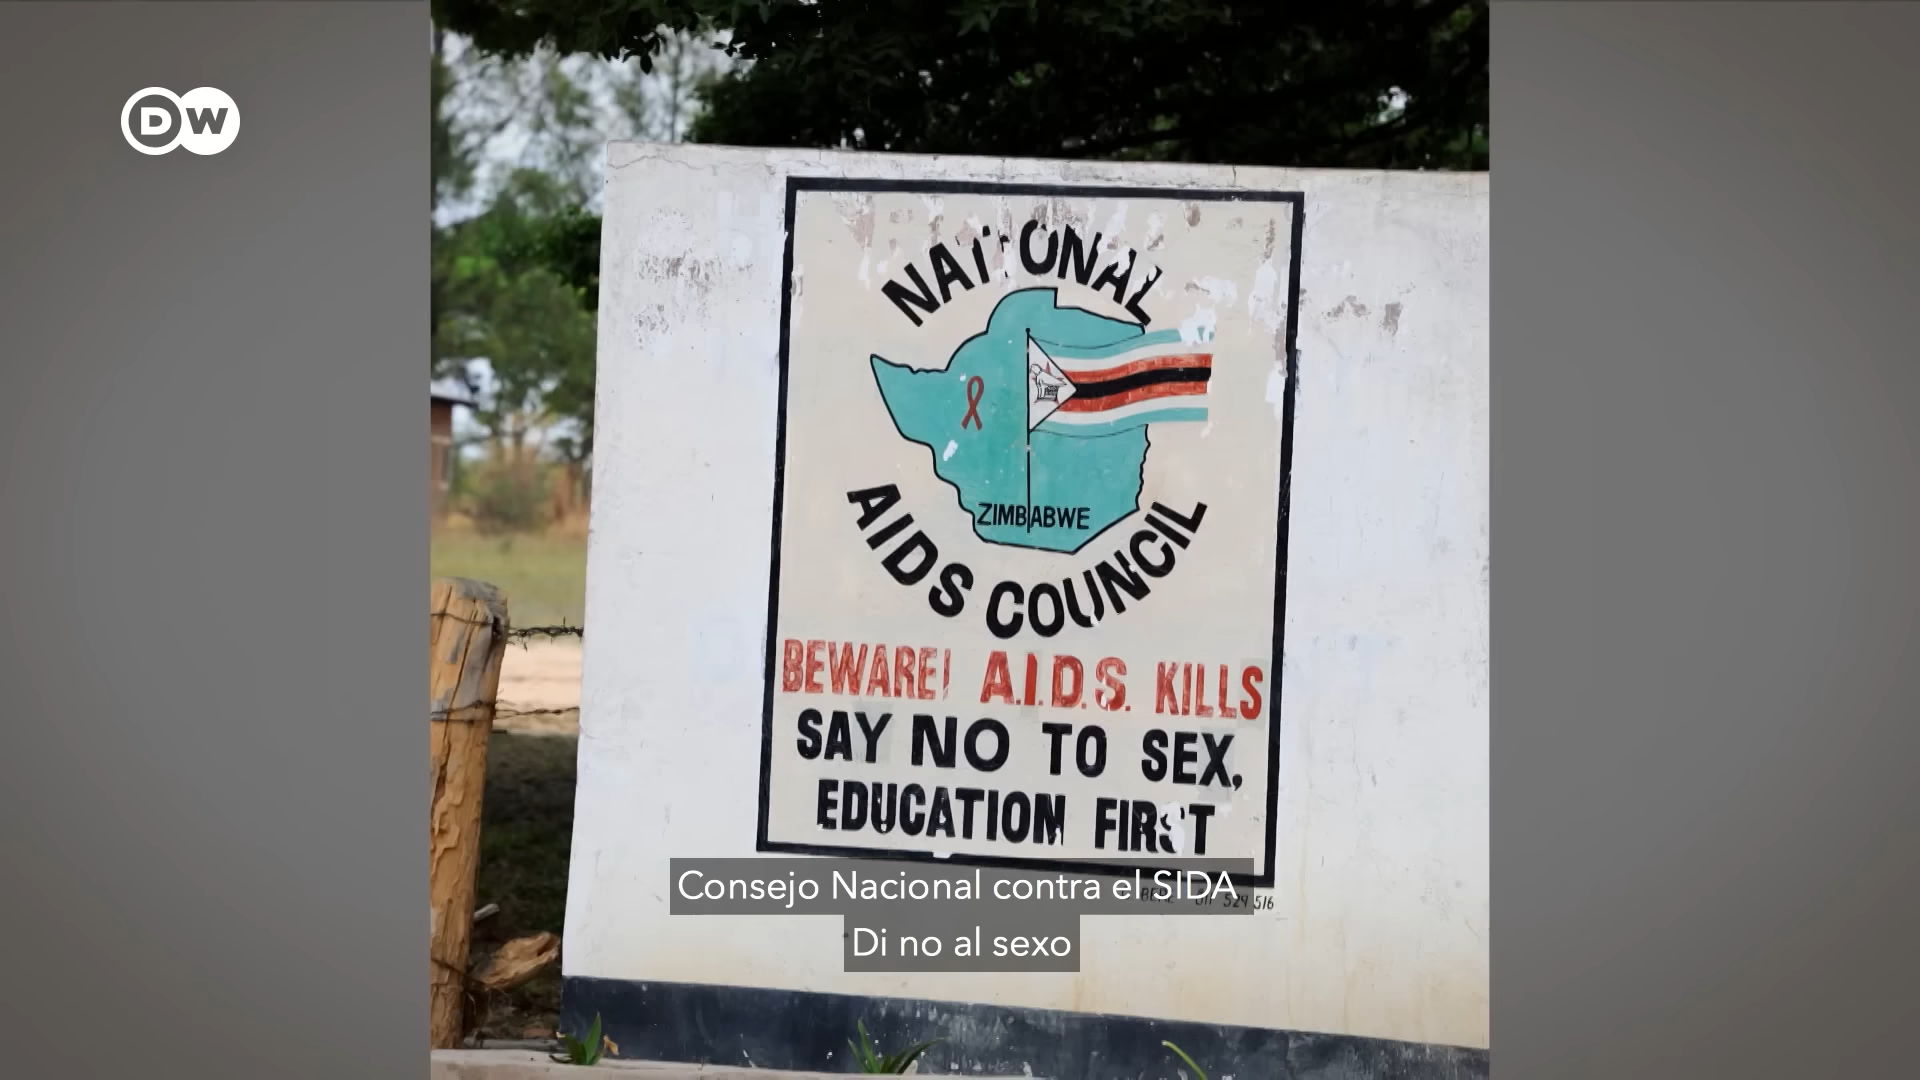 DW
NATIONAL
ZIMBABWE
AIDS COUNCIL
BEWARE! A.I.D.S. KILLS
SAY NO TO SEX,
EDUCATION FIRST
516
Consejo Nacional contra el SIDA
Di no al sexo